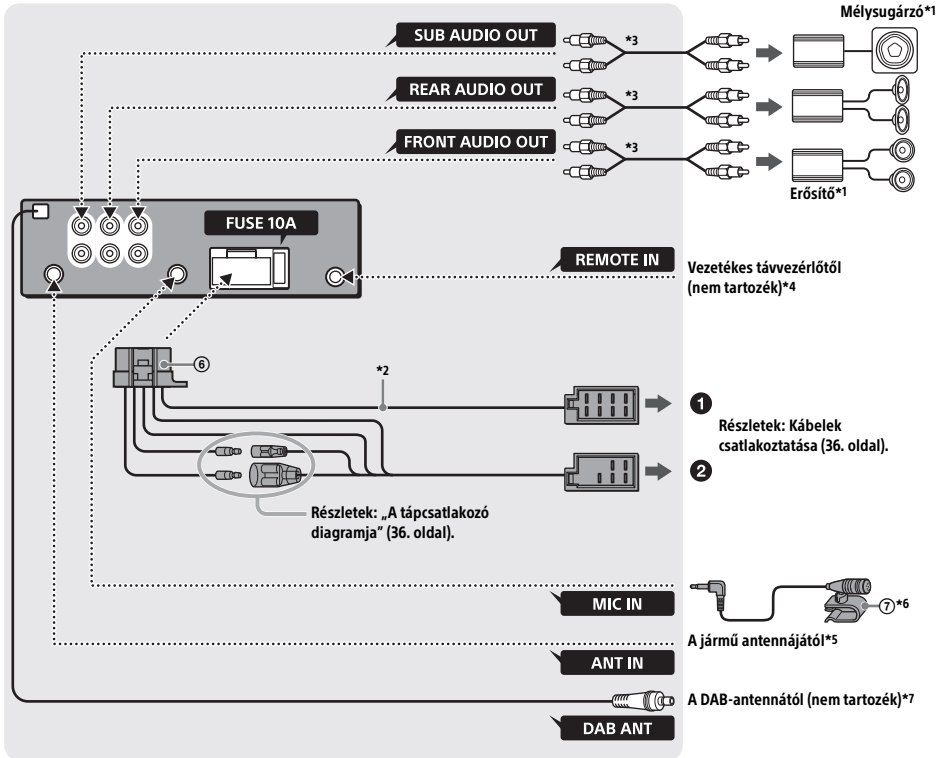 Mélysugárzó*1
SUB AUDIO OUT
*3
REAR AUDIO OUT
*3
FRONT AUDIO OUT
*3
Erősítő*1
FUSE 10A
REMOTE IN
Vezetékes távvezérlőtől
(nem tartozék)*4
⑥
*2
❶
Részletek: Kábelek
csatlakoztatása (36. oldal).
❷
Részletek: „A tápcsatlakozó
diagramja” (36. oldal).
MIC IN
⑦*6
A jármű antennájától*5
ANT IN
A DAB-antennától (nem tartozék)*7
DAB ANT